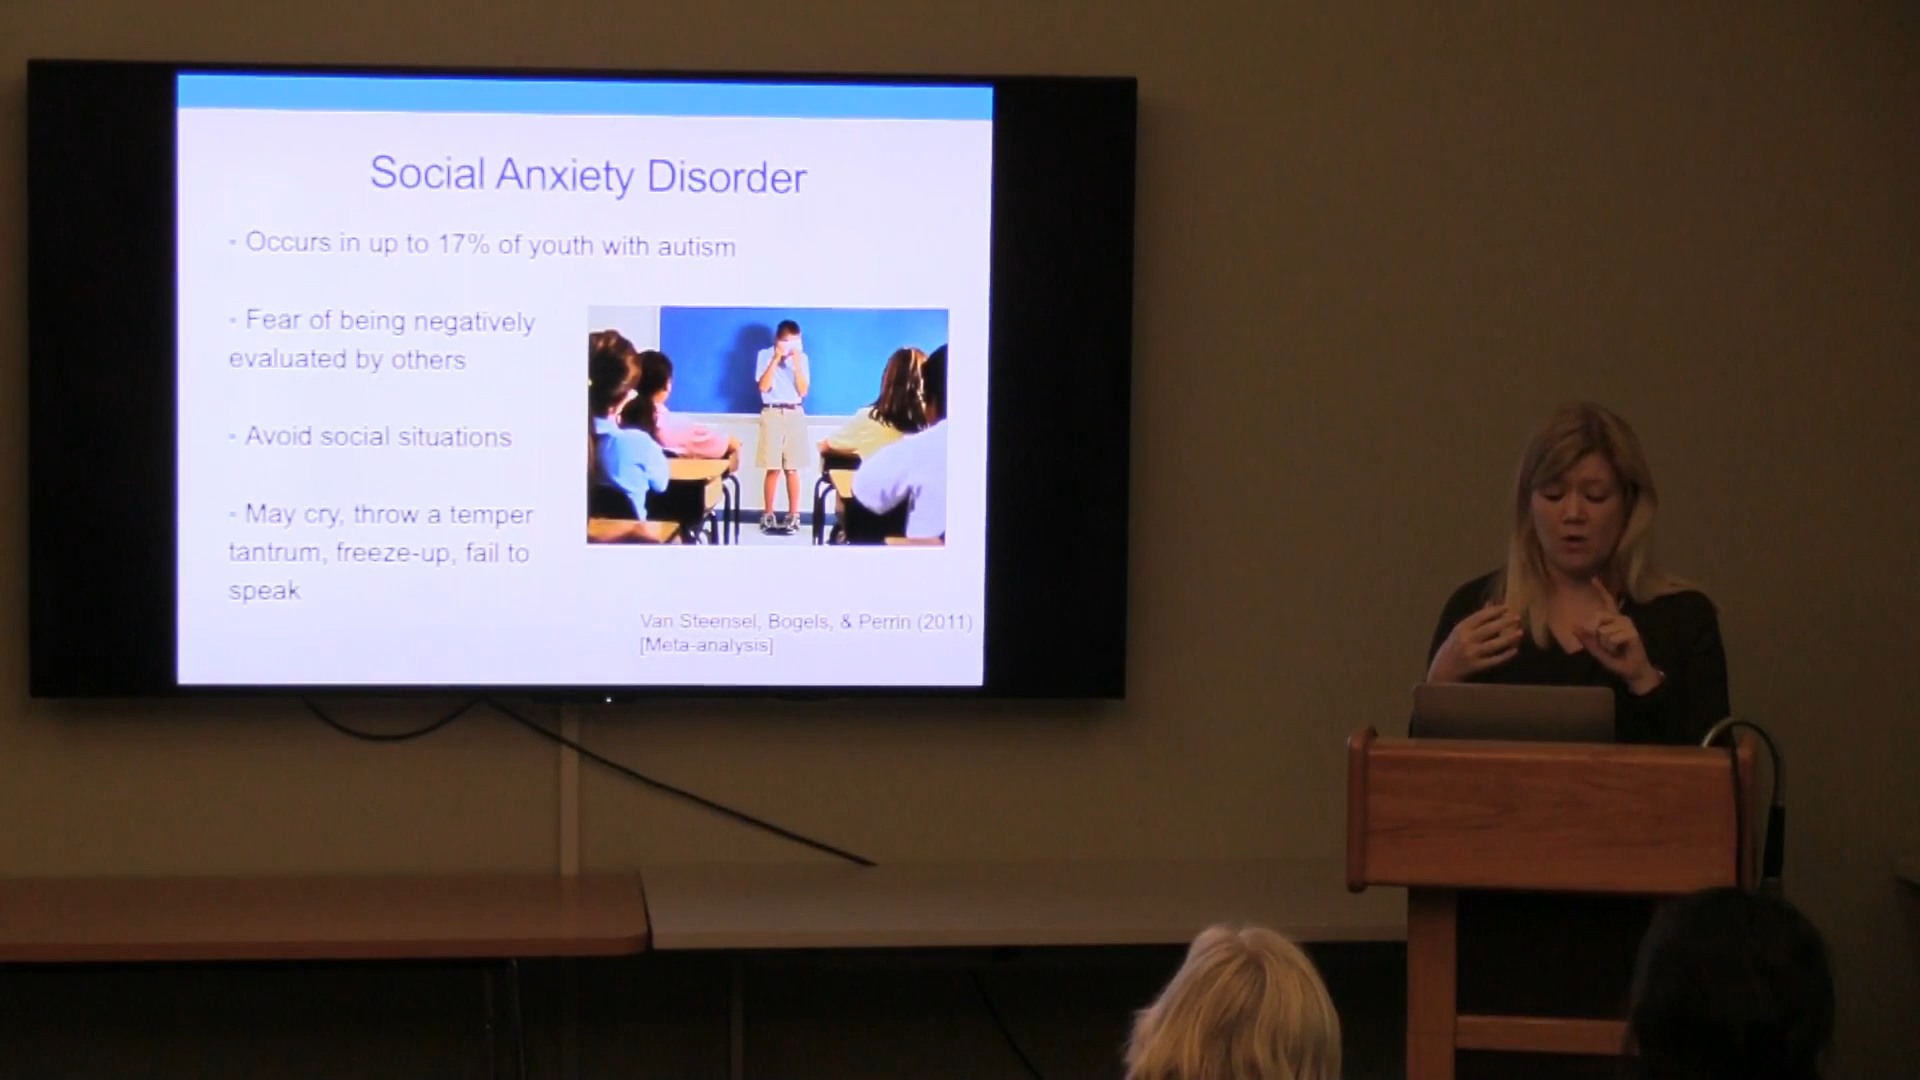 Social Anxiety Disorder
- Occurs in up to 17% of youth with autism
- Fear of being negatively
evaluated by others
- Avoid social situations
- May cry, throw a temper
tantrum, freeze-up, fail to
speak
Van Steensel, Bogels, & Perrin (2011)
[Meta-analysis]